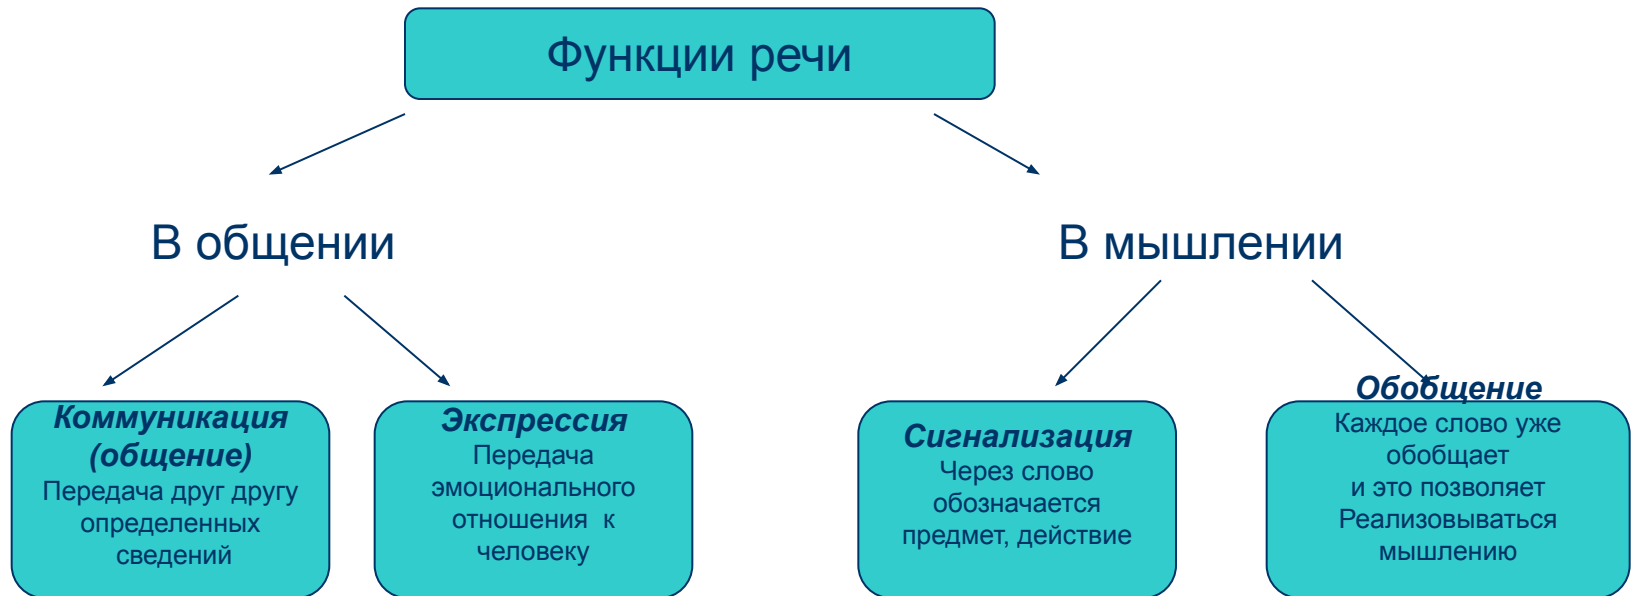 Функции речи
В общении
В мышлении
Коммуникация
(общение)
Передача друг другу
определенных
сведений
Экспрессия
Передача
эмоционального
отношения к
человеку
Сигнализация
Через слово
обозначается
предмет, действие
Обобщение
Каждое слово уже
обобщает
и это позволяет
Реализовываться
мышлению